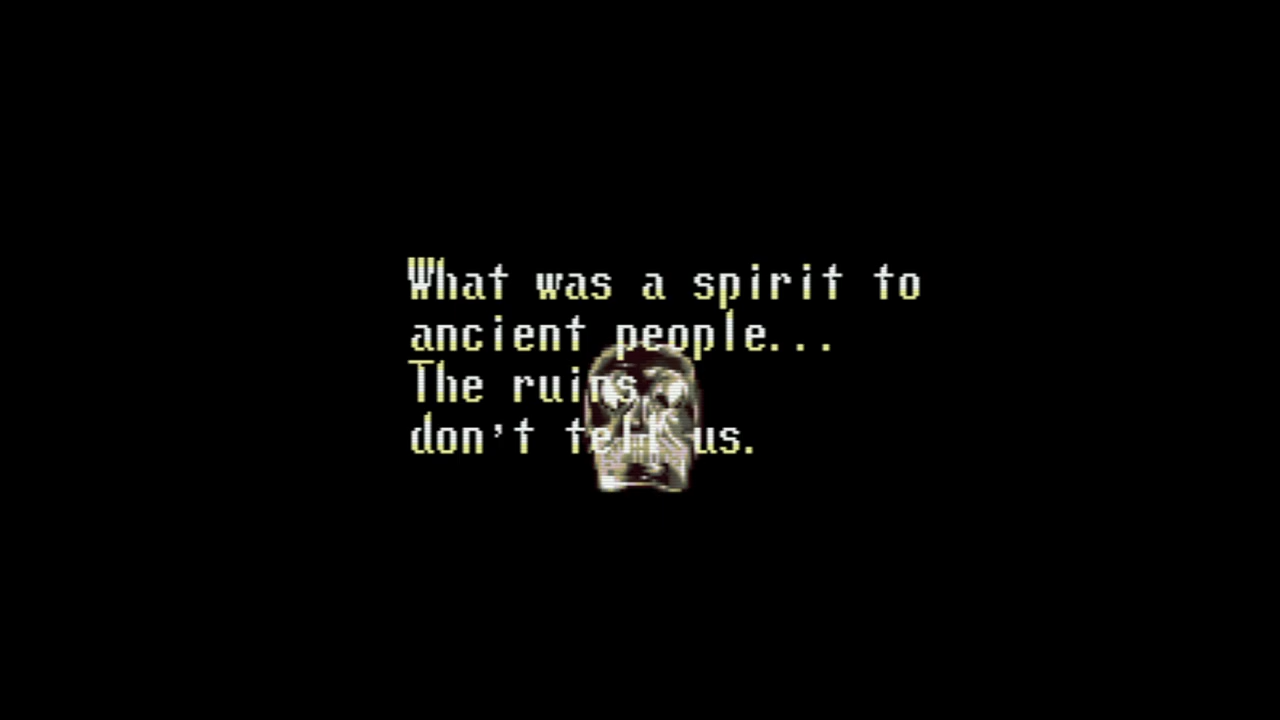 What was a spirit to
ancient people...
The ruins
don't tell us.